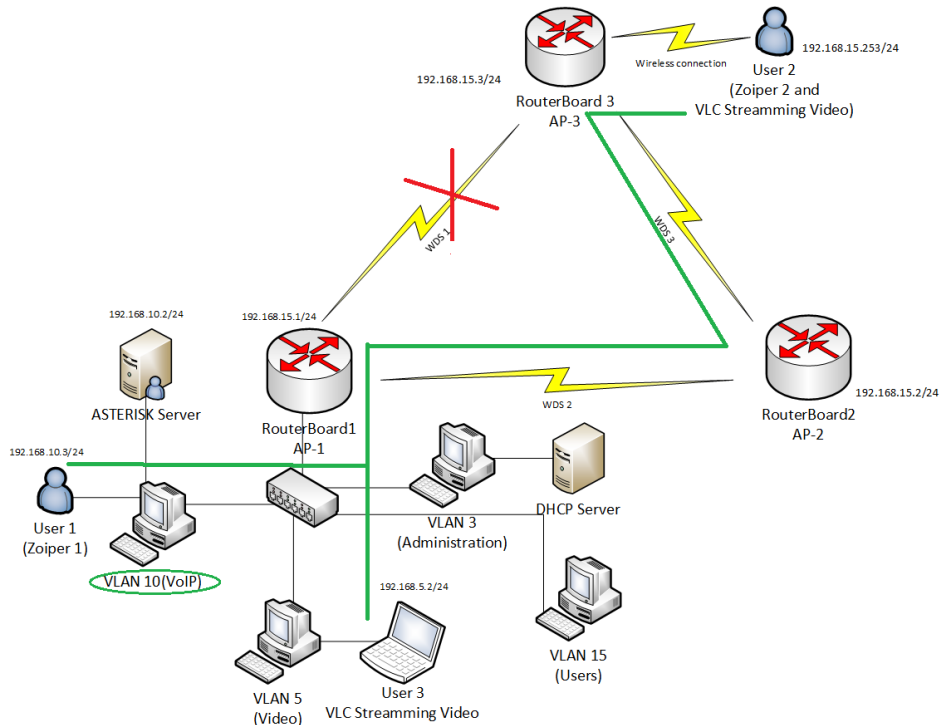 192.168.15.3/24
RouterBoard 3
AP-3
Wireless connection
192.168.15.253/24
User 2
(Zoiper 2 and
VLC Streamming Video)
WDS 1
WDS 3
192.168.10.2/24
ASTERISK Server
192.168.15.1/24
RouterBoard1
AP-1
WDS 2
192.168.15.2/24
RouterBoard2
AP-2
192.168.10.3/24
User 1
(Zoiper 1)
VLAN 10(VoIP)
VLAN 3
(Administration)
DHCP Server
192.168.5.2/24
VLAN 5
(Video)
User 3
VLC Streamming Video
VLAN 15
(Users)